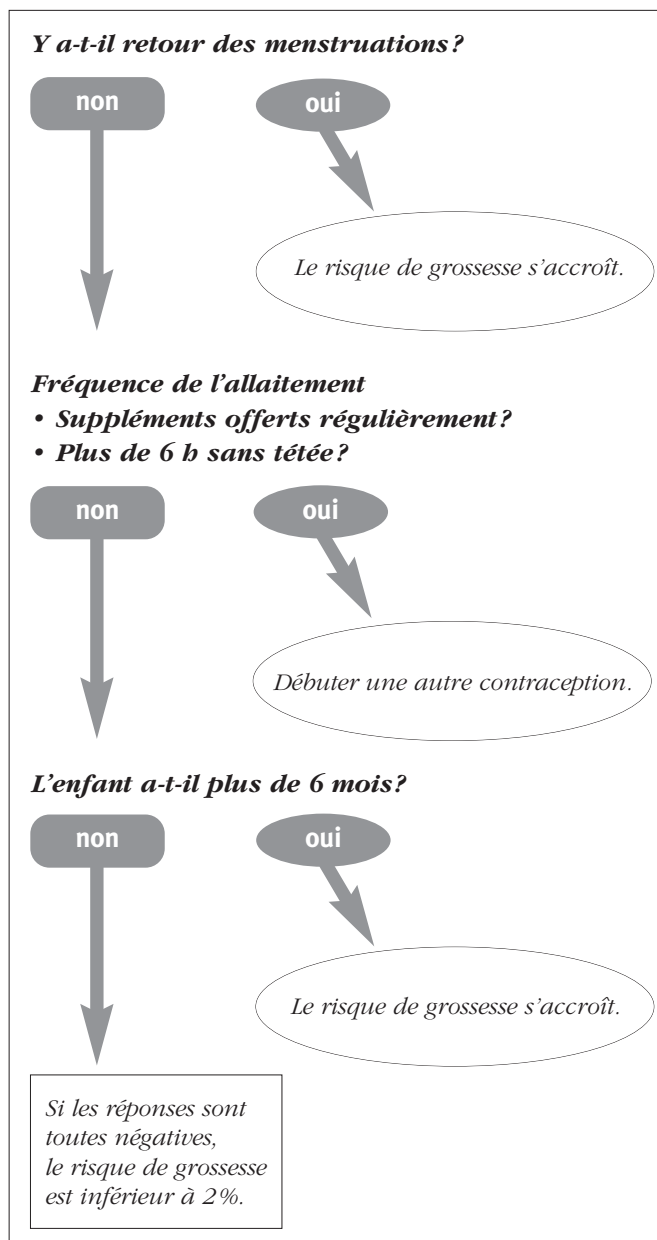 Y a-t-il retour des menstruations?
non
oui
Le risque de grossesse s'accroît.
Fréquence de l'allaitement
• Suppléments offerts régulièrement?
• Plus de 6 h sans tétée?
non
oui
Débuter une autre contraception.
L'enfant a-t-il plus de 6 mois?
non
oui
Le risque de grossesse s'accroît.
Si les réponses sont
toutes négatives,
le risque de grossesse
est inférieur à 2%.